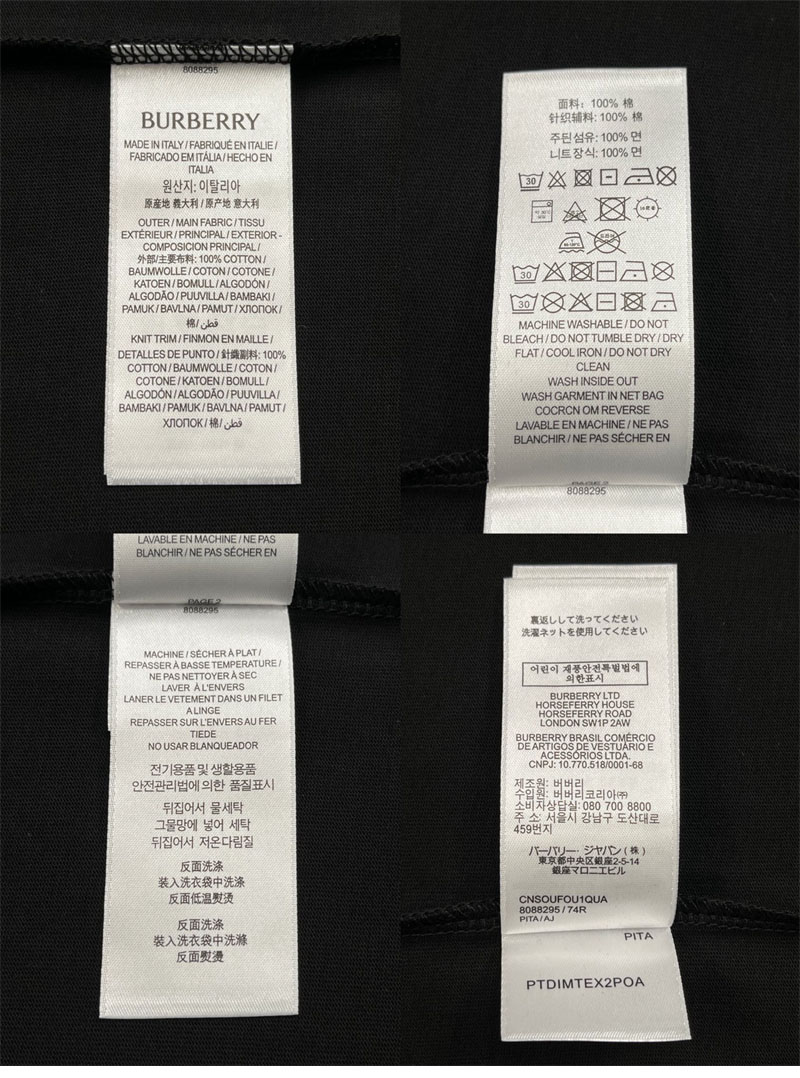 8088295
BURBERRY
MADE IN ITALY / FABRIQUÉ EN ITALIE /
FABRICADO EM ITÁLIA / HECHO EN
ITALIA
원산지: 이탈리아
原産地 義大利 / 原产地 意大利
OUTER / MAIN FABRIC / TISSU
EXTÉRIEUR / PRINCIPAL / EXTERIOR -
COMPOSICION PRINCIPAL /
外部/主要布料: 100% COTTON /
BAUMWOLLE / COTON / COTONE /
KATOEN / BOMULL / ALGODÓN /
ALGODÃO / PUUVILLA / BAMBAKI /
PAMUK / BAVLNA / PAMUT / ХЛОПОК /
棉 / قطن
KNIT TRIM / FINMON EN MAILLE /
DETALLES DE PUNTO / 針織副料: 100%
COTTON / BAUMWOLLE / COTON /
COTONE / KATOEN / BOMULL /
ALGODÓN / ALGODÃO / PUUVILLA /
BAMBAKI / PAMUK / BAVLNA / PAMUT /
ХЛОПОК / 棉 / قطن
面料: 100% 棉
针织辅料: 100% 棉
주된섬유: 100% 면
니트장식: 100% 면
30
30
30
MACHINE WASHABLE / DO NOT
BLEACH / DO NOT TUMBLE DRY / DRY
FLAT / COOL IRON / DO NOT DRY
CLEAN
WASH INSIDE OUT
WASH GARMENT IN NET BAG
COCRCN OM REVERSE
LAVABLE EN MACHINE / NE PAS
BLANCHIR / NE PAS SÉCHER EN
PAGE 2
8088295
LAVABLE EN MACHINE / NE PAS
BLANCHIR / NE PAS SÉCHER EN
PAGE 2
8088295
MACHINE / SÉCHER À PLAT /
REPASSER À BASSE TEMPERATURE /
NE PAS NETTOYER À SEC
LAVER À L'ENVERS
LANER LE VETEMENT DANS UN FILET
A LINGE
REPASSER SUR L'ENVERS AU FER
TIEDE
NO USAR BLANQUEADOR
전기용품 및 생활용품
안전관리법에 의한 품질표시
뒤집어서 물세탁
그물망에 넣어 세탁
뒤집어서 저온다림질
反面洗涤
装入洗衣袋中洗涤
反面低温熨烫
反面洗涤
裝入洗衣袋中洗滌
反面熨燙
裏返しして洗ってください
洗濯ネットを使用してください
어린이 제품안전특별법에
의한표시
BURBERRY LTD
HORSEFERRY HOUSE
HORSEFERRY ROAD
LONDON SW1P 2AW
BURBERRY BRASIL COMÉRCIO
DE ARTIGOS DE VESTUÁRIO E
ACESSÓRIOS LTDA.
CNPJ: 10.770.518/0001-68
제조원: 버버리
수입원: 버버리코리아㈜
소비자상담실: 080 700 8800
주 소: 서울시 강남구 도산대로
459번지
バーバリー・ジャパン (株)
東京都中央区銀座2-5-14
銀座マロニエビル
CNSOUFOU1QUA
8088295 / 74R
PITA / AJ
PITA
PTDIMTEX2POA